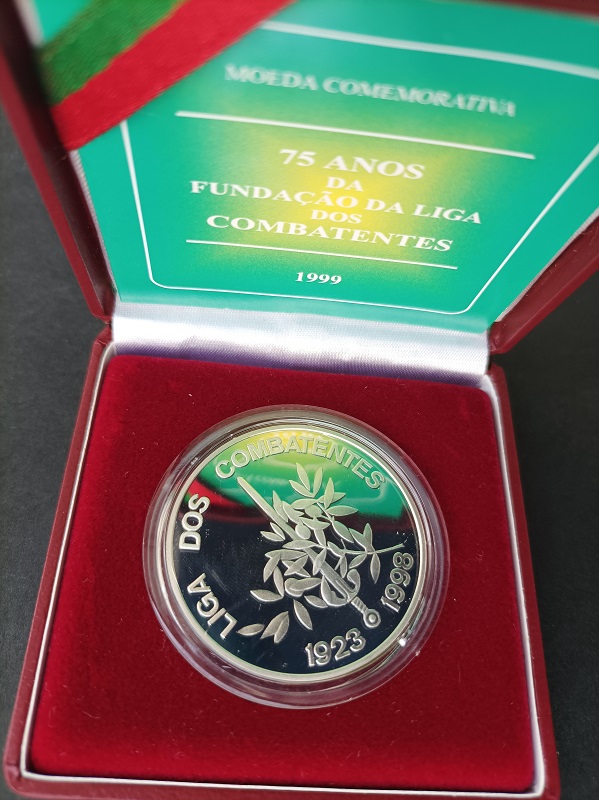 MOEDA COMEMORATIVA
75 ANOS
DA
FUNDAÇÃO DA LIGA
DOS
COMBATENTES
1999
LIGA DOS COMBATENTES
1923 1998